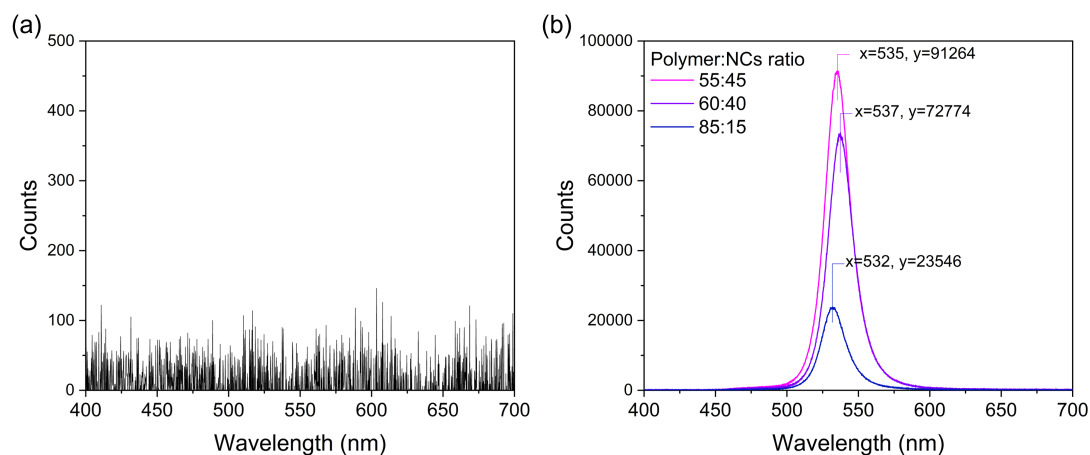 (a)
500
400
300
200
100
0
400 450 500 550 600 650 700
Counts
Wavelength (nm)
(b)
100000
80000
60000
40000
20000
0
400 450 500 550 600 650 700
Counts
Wavelength (nm)
Polymer:NCs ratio
55:45
60:40
85:15
x=535, y=91264
x=537, y=72774
x=532, y=23546